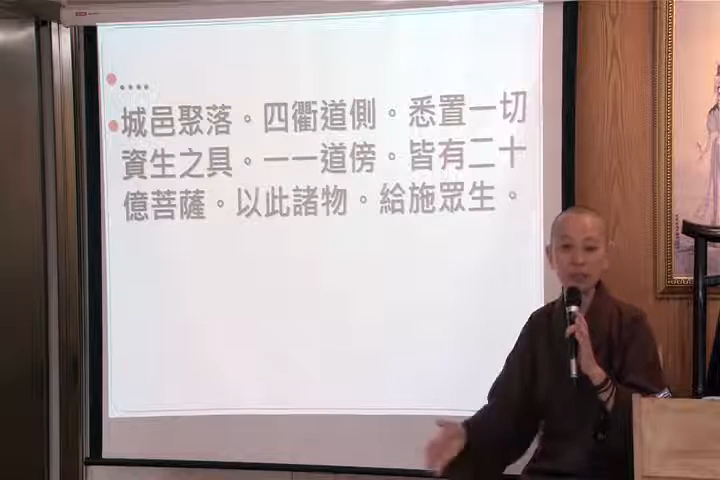 ....
城邑聚落。四衢道側。悉置一切
資生之具。一一道傍。皆有二十
億菩薩。以此諸物。給施眾生。